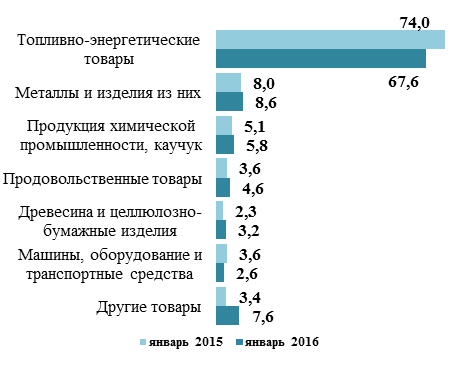 74,0
Топливно-энергетические
товары
67,6
Металлы и изделия из них
8,0
8,6
Продукция химической
промышленности, каучук
5,1
5,8
Продовольственные товары
3,6
4,6
Древесина и целлюлозно-
бумажные изделия
2,3
3,2
Машины, оборудование и
транспортные средства
3,6
2,6
Другие товары
3,4
7,6
январь 2015 январь 2016